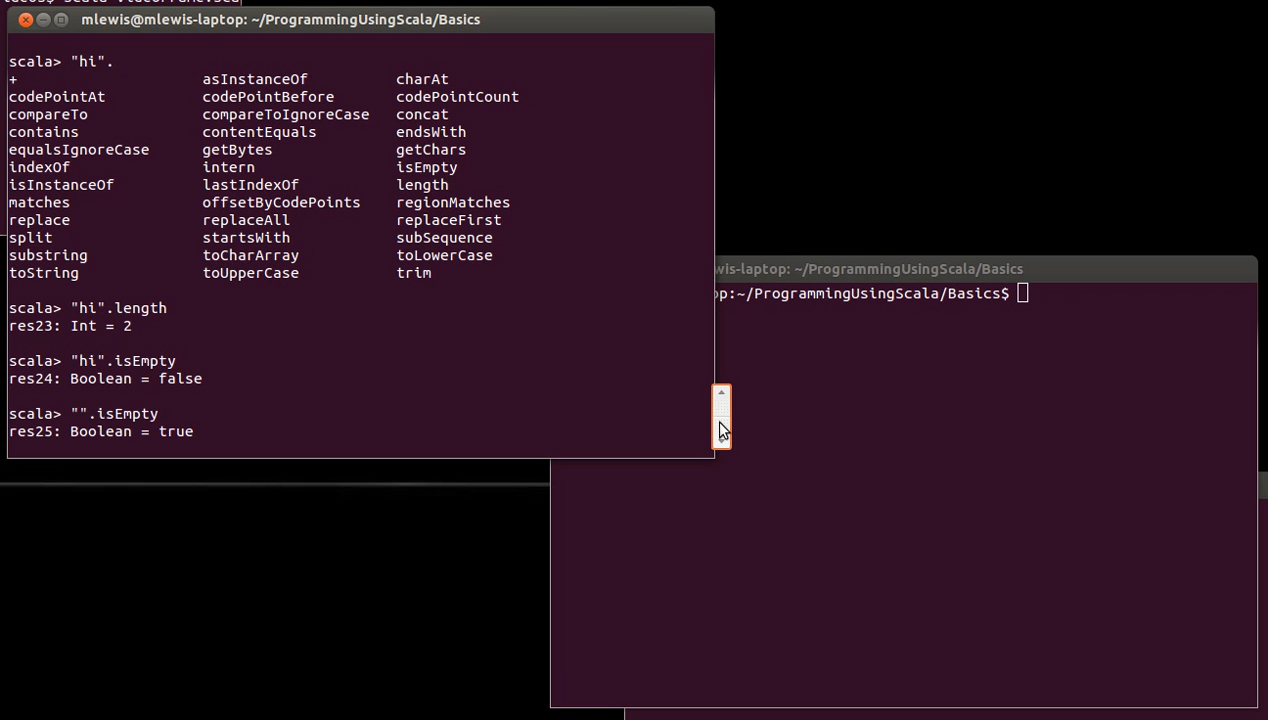 mlewis@mlewis-laptop: ~/ProgrammingUsingScala/Basics
scala> "hi".
+ asInstanceOf charAt
codePointAt codePointBefore codePointCount
compareTo compareToIgnoreCase concat
contains contentEquals endsWith
equalsIgnoreCase getBytes getChars
indexOf intern isEmpty
isInstanceOf lastIndexOf length
matches offsetByCodePoints regionMatches
replace replaceAll replaceFirst
split startsWith subSequence
substring toCharArray toLowerCase
toString toUpperCase trim
scala> "hi".length
res23: Int = 2
scala> "hi".isEmpty
res24: Boolean = false
scala> "".isEmpty
res25: Boolean = true
wis-laptop: ~/ProgrammingUsingScala/Basics
op:~/ProgrammingUsingScala/Basics$